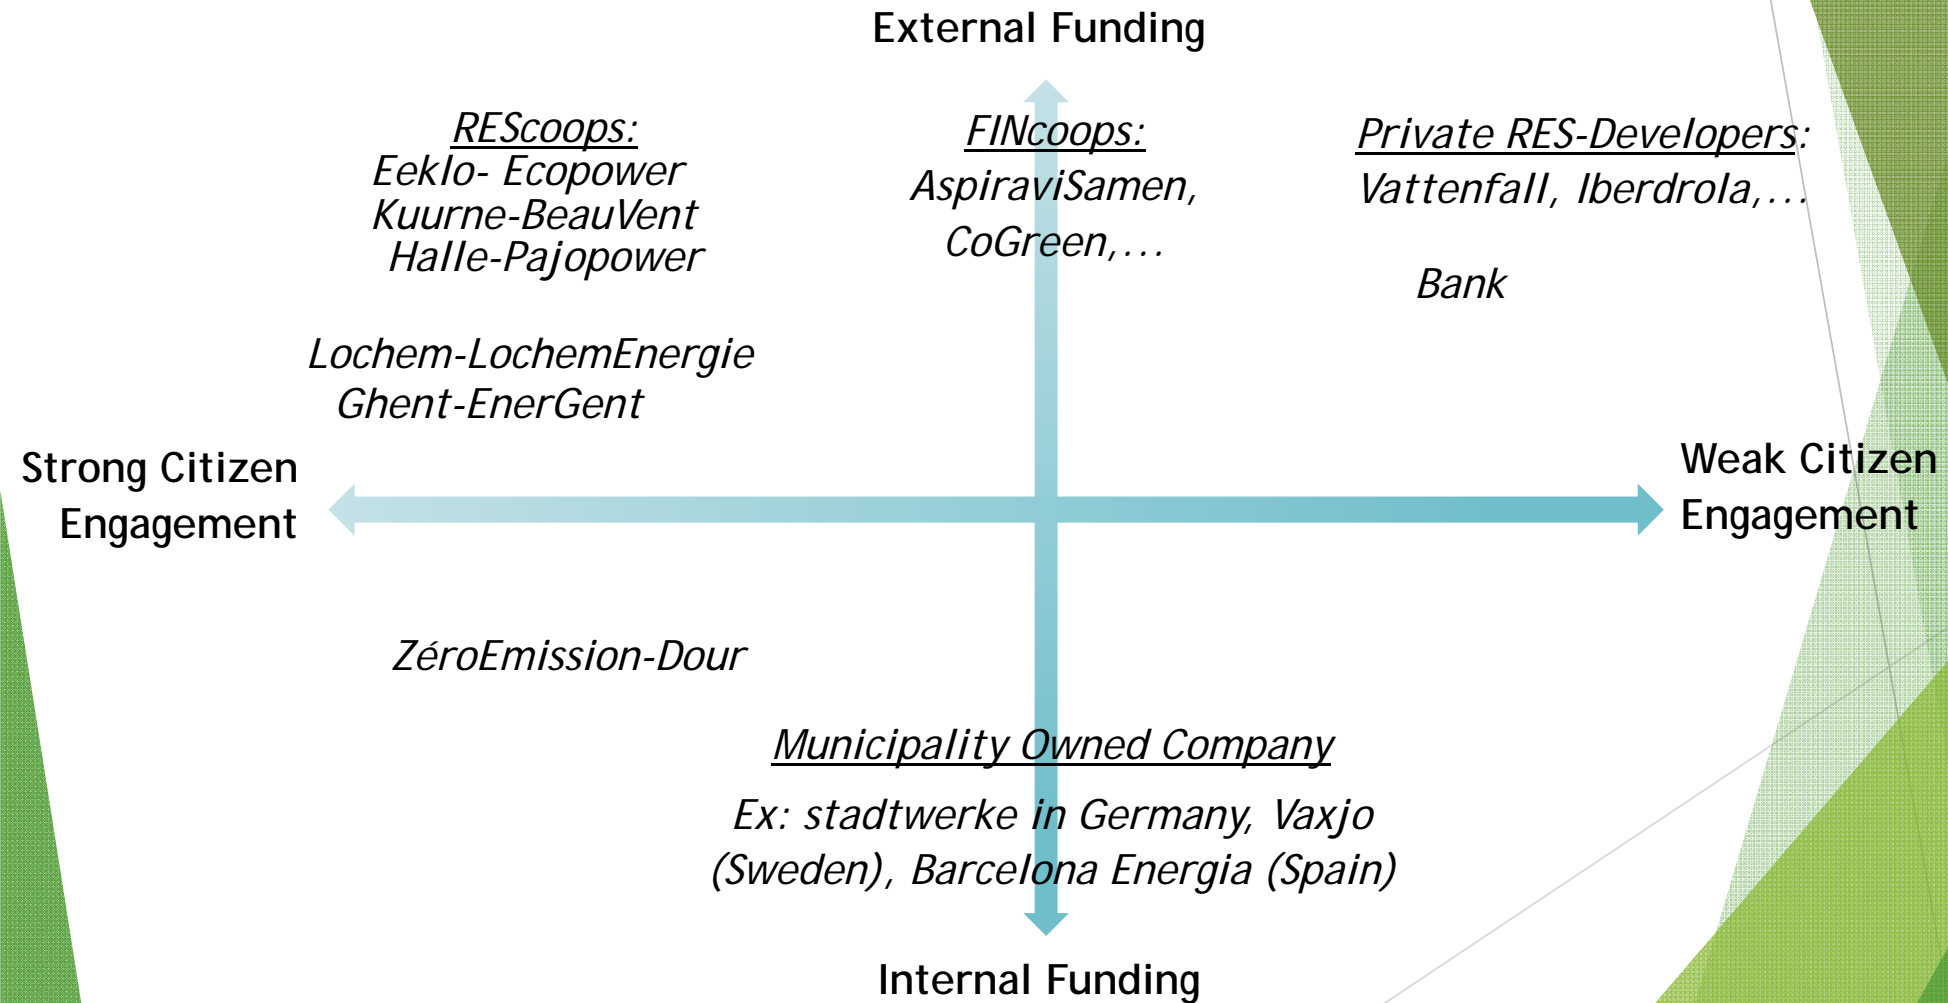 External Funding
REScoops:
Eeklo- Ecopower
Kuurne-BeauVent
Halle-Pajopower
Lochem-LochemEnergie
Ghent-EnerGent
FINcoops:
AspiraviSamen,
CoGreen,...
Private RES-Developers:
Vattenfall, Iberdrola,...
Bank
Strong Citizen
Engagement
Weak Citizen
Engagement
ZéroEmission-Dour
Municipality Owned Company
Ex: stadtwerke in Germany, Vaxjo
(Sweden), Barcelona Energia (Spain)
Internal Funding